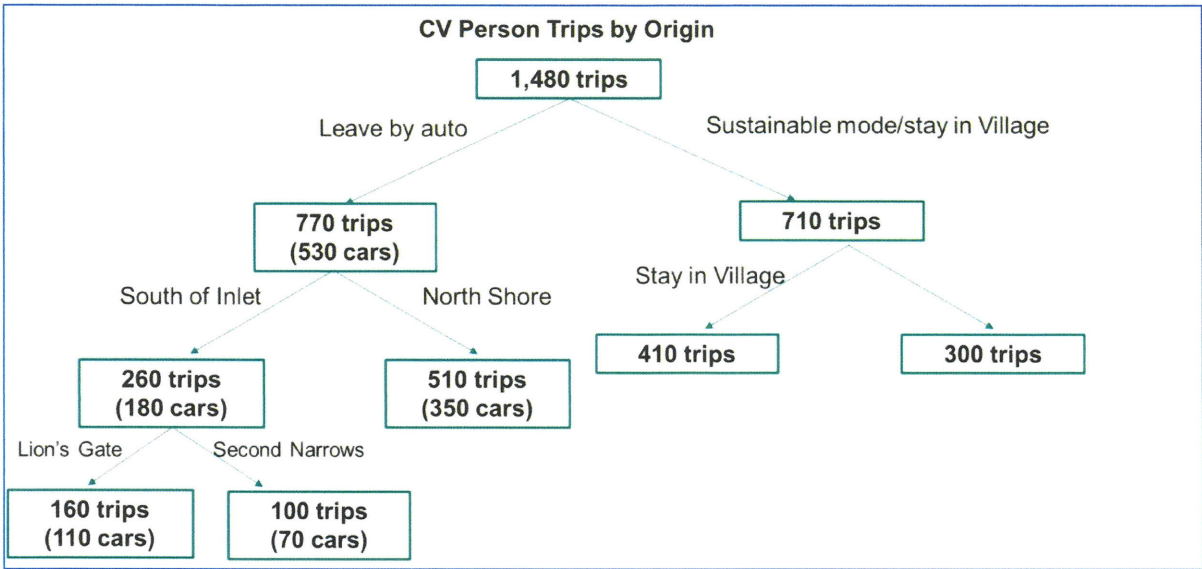 CV Person Trips by Origin
1,480 trips
Leave by auto
Sustainable mode/stay in Village
770 trips
(530 cars)
710 trips
South of Inlet
North Shore
Stay in Village
260 trips
(180 cars)
510 trips
(350 cars)
410 trips
300 trips
Lion's Gate
Second Narrows
160 trips
(110 cars)
100 trips
(70 cars)